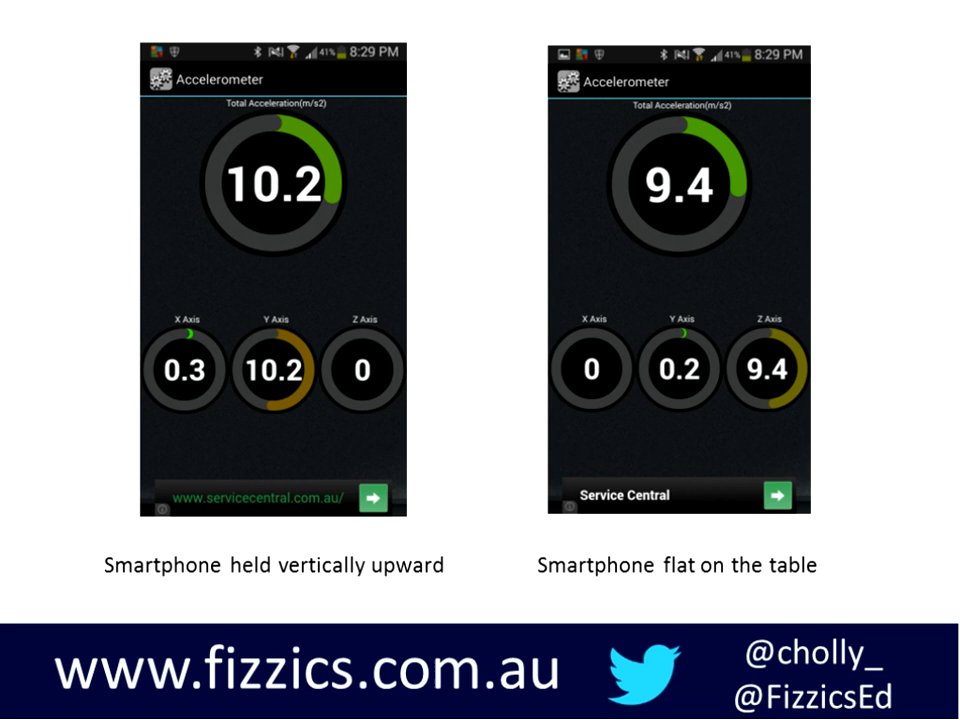 41% 8:29 PM
Accelerometer
Total Acceleration(m/s2)
10.2
X Axis Y Axis Z Axis
0.3 10.2 0
www.servicecentral.com.au/
41% 8:29 PM
Accelerometer
Total Acceleration(m/s2)
9.4
X Axis Y Axis Z Axis
0 0.2 9.4
Service Central
Smartphone held vertically upward
Smartphone flat on the table
www.fizzics.com.au
@cholly_
@FizzicsEd